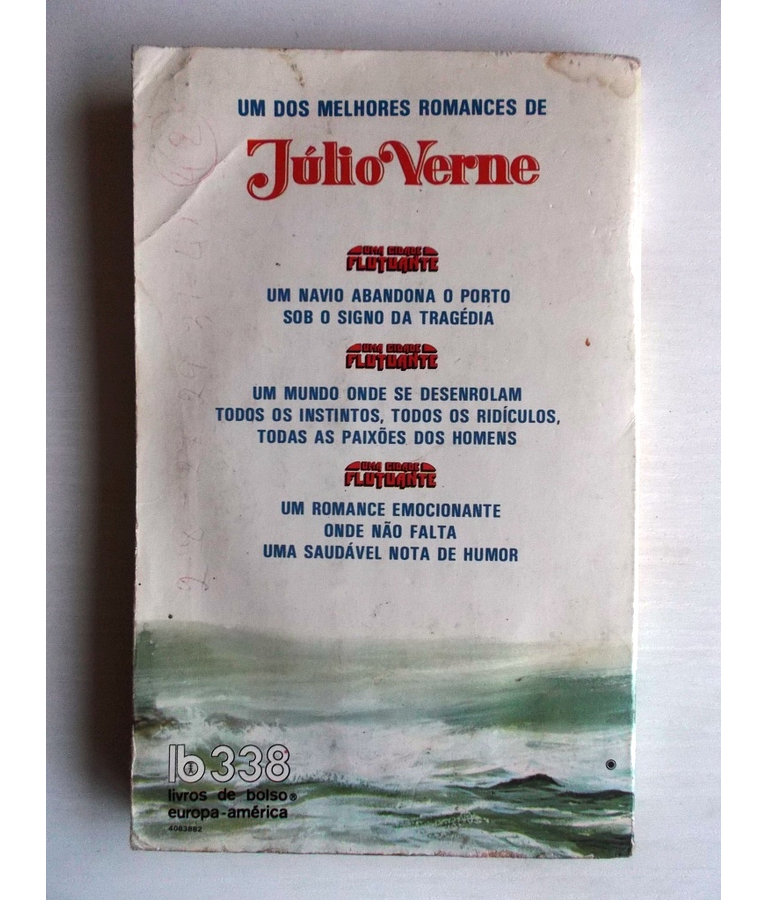 UM DOS MELHORES ROMANCES DE
Júlio Verne
UMA CIDADE
FLUTUANTE
UM NAVIO ABANDONA O PORTO
SOB O SIGNO DA TRAGÉDIA
UMA CIDADE
FLUTUANTE
UM MUNDO ONDE SE DESENROLAM
TODOS OS INSTINTOS, TODOS OS RIDÍCULOS,
TODAS AS PAIXÕES DOS HOMENS
UMA CIDADE
FLUTUANTE
UM ROMANCE EMOCIONANTE
ONDE NÃO FALTA
UMA SAUDÁVEL NOTA DE HUMOR
lb 338
livros de bolso®
europa-américa
4083882